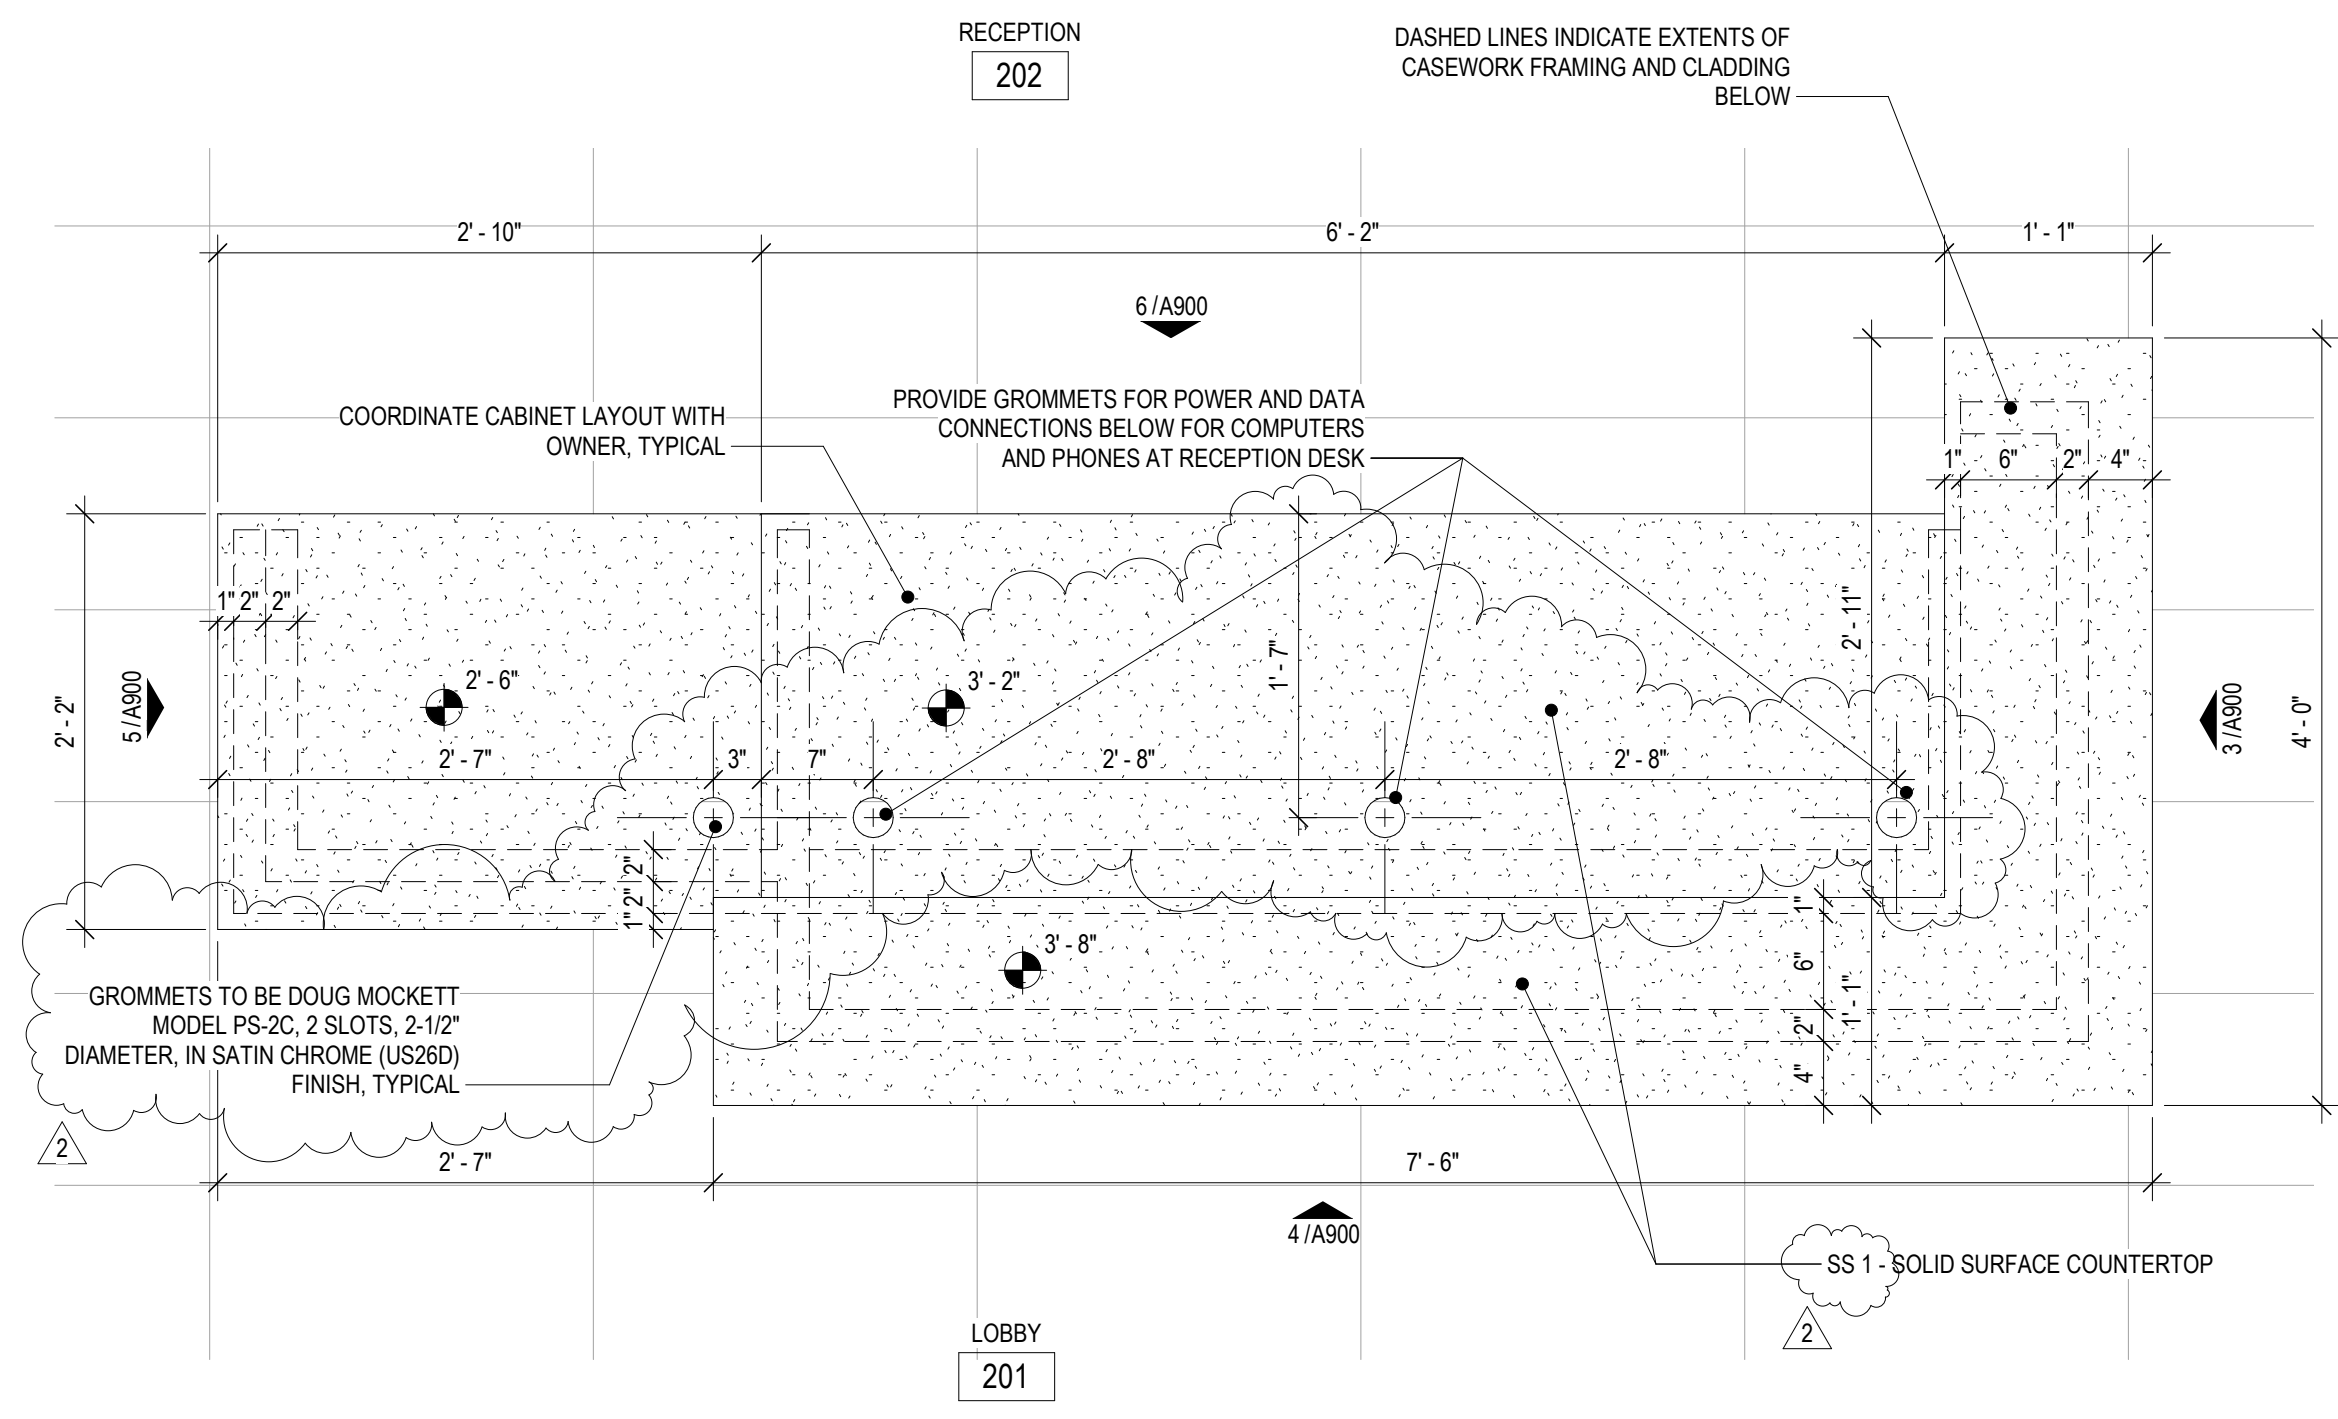 RECEPTION
202
DASHED LINES INDICATE EXTENTS OF
CASEWORK FRAMING AND CLADDING
BELOW
2' - 10"
6' - 2"
1' - 1"
6 / A900
COORDINATE CABINET LAYOUT WITH
OWNER, TYPICAL
PROVIDE GROMMETS FOR POWER AND DATA
CONNECTIONS BELOW FOR COMPUTERS
AND PHONES AT RECEPTION DESK
1" 6" 2" 4"
1" 2" 2"
2' - 2"
5 / A900
2' - 6"
3' - 2"
1' - 7"
2' - 11"
3 / A900
4' - 0"
2' - 7"
3"
7"
2' - 8"
2' - 8"
1" 2" 2"
3' - 8"
1"
6"
2"
4"
1' - 1"
GROMMETS TO BE DOUG MOCKETT
MODEL PS-2C, 2 SLOTS, 2-1/2"
DIAMETER, IN SATIN CHROME (US26D)
FINISH, TYPICAL
2
2' - 7"
7' - 6"
4 / A900
SS 1 - SOLID SURFACE COUNTERTOP
2
LOBBY
201